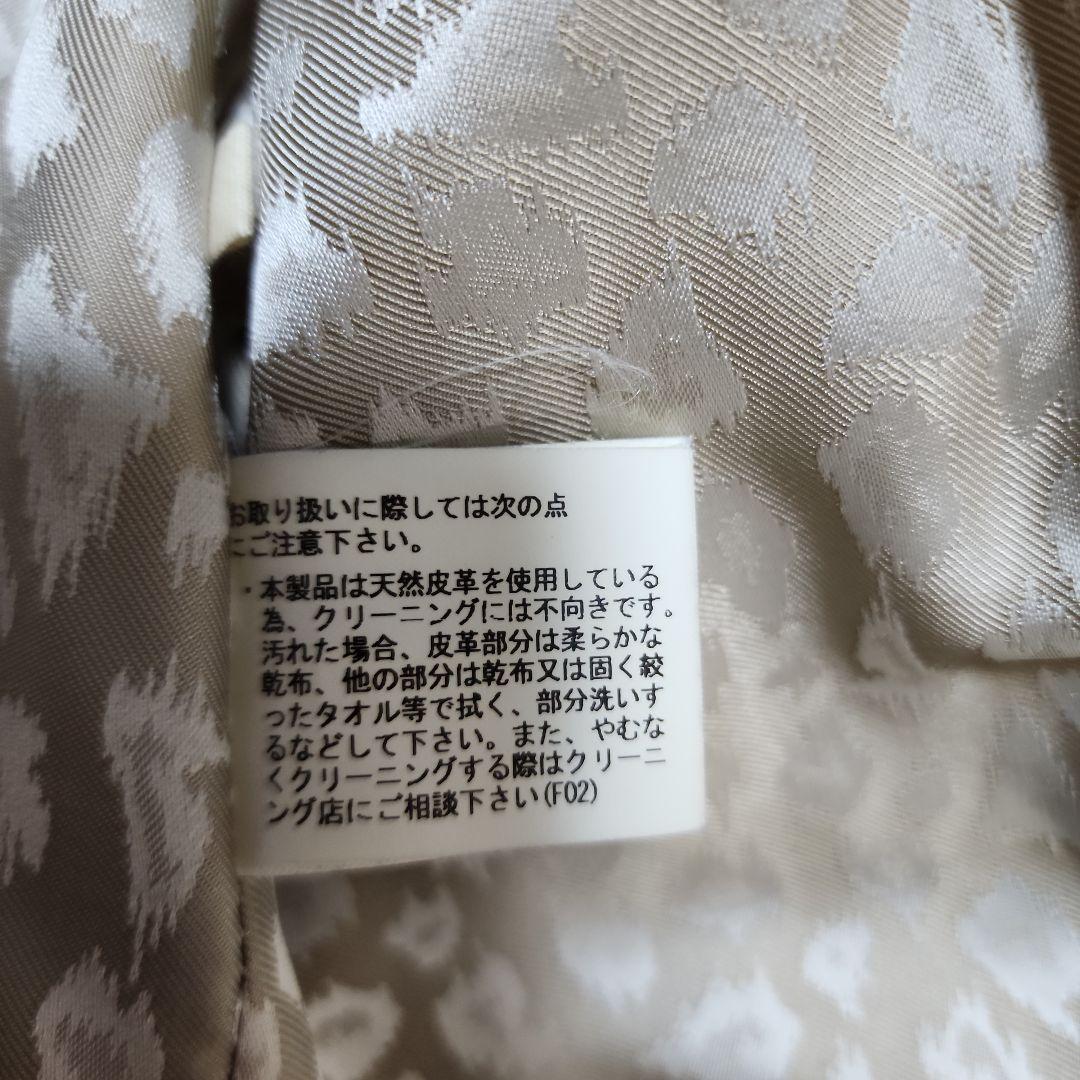 お取り扱いに際しては次の点
にご注意下さい。
・本製品は天然皮革を使用している
為、クリーニングには不向きです。
汚れた場合、皮革部分は柔らかな
乾布、他の部分は乾布又は固く絞
ったタオル等で拭く、部分洗いす
るなどして下さい。また、やむな
くクリーニングする際はクリーニ
ング店にご相談下さい(F02)